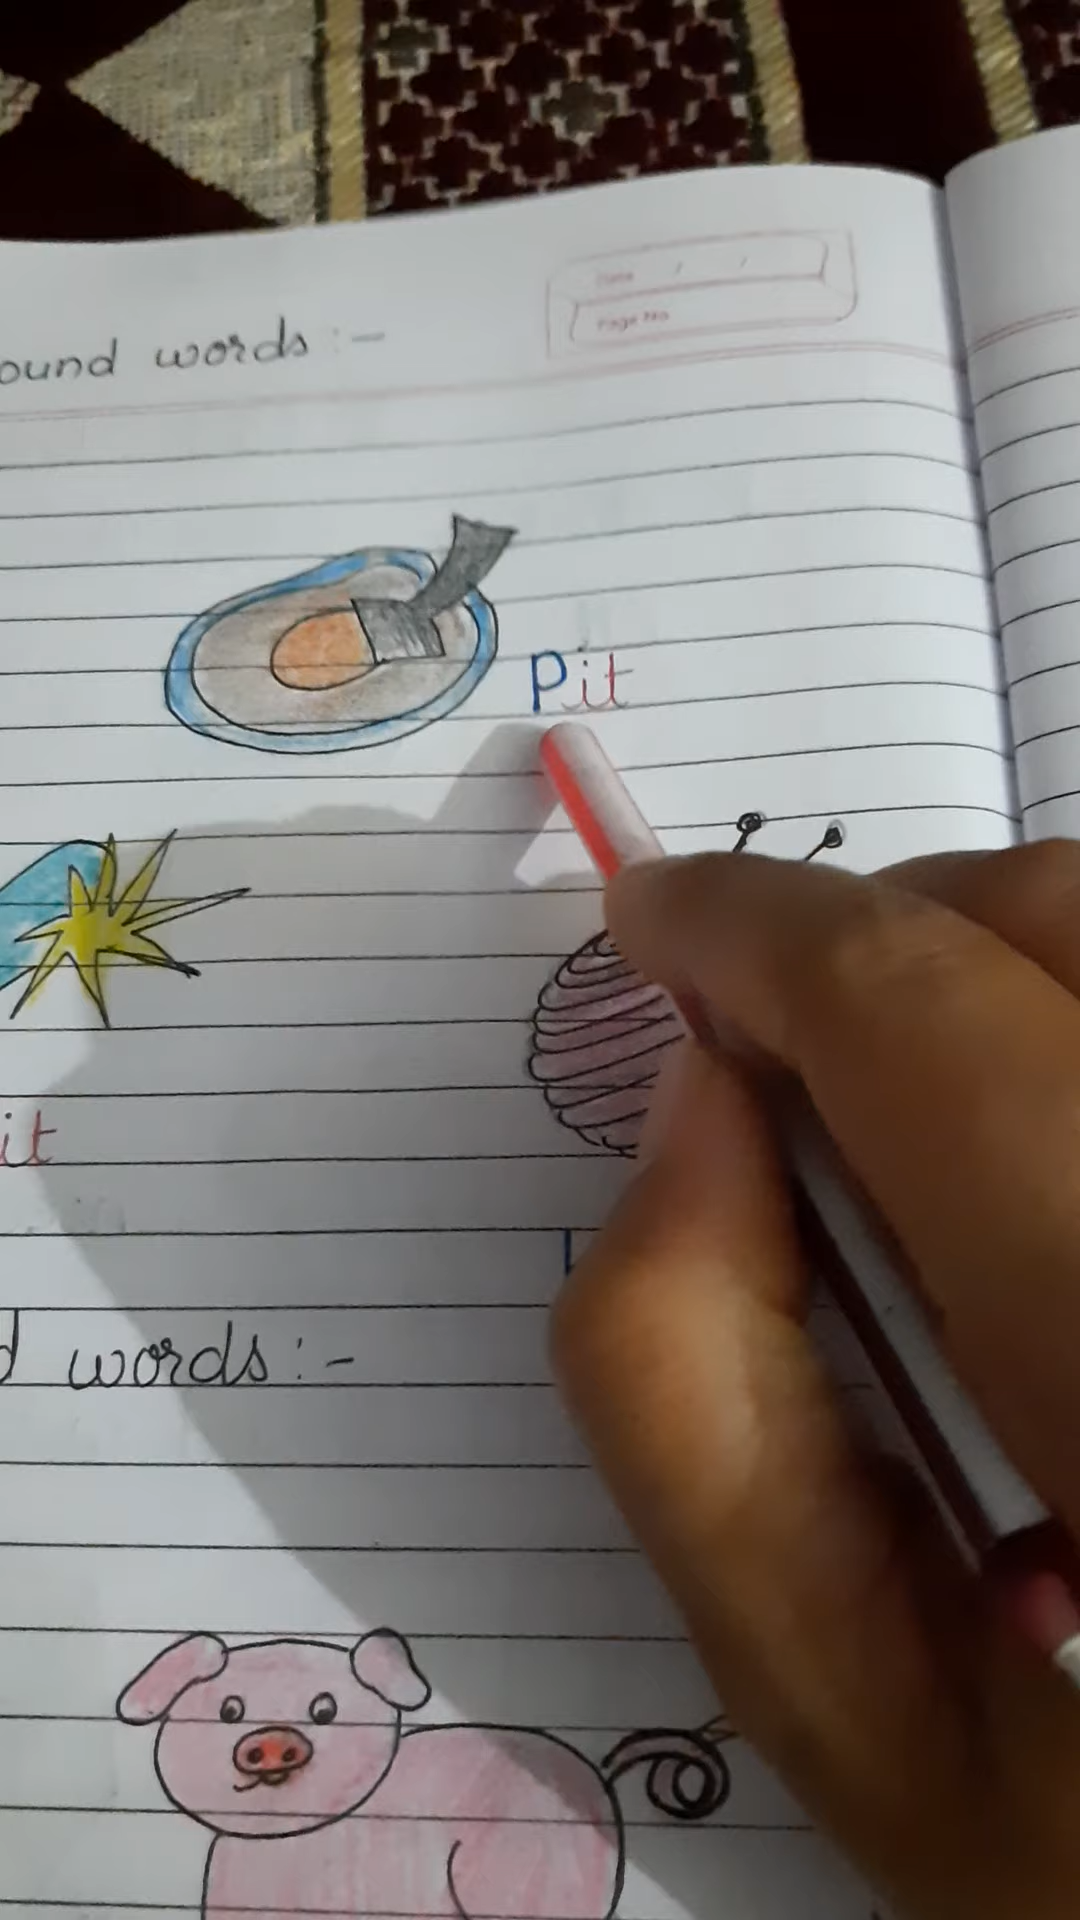 Date / /
Page No
ound words :-
Pit
it
d words :-